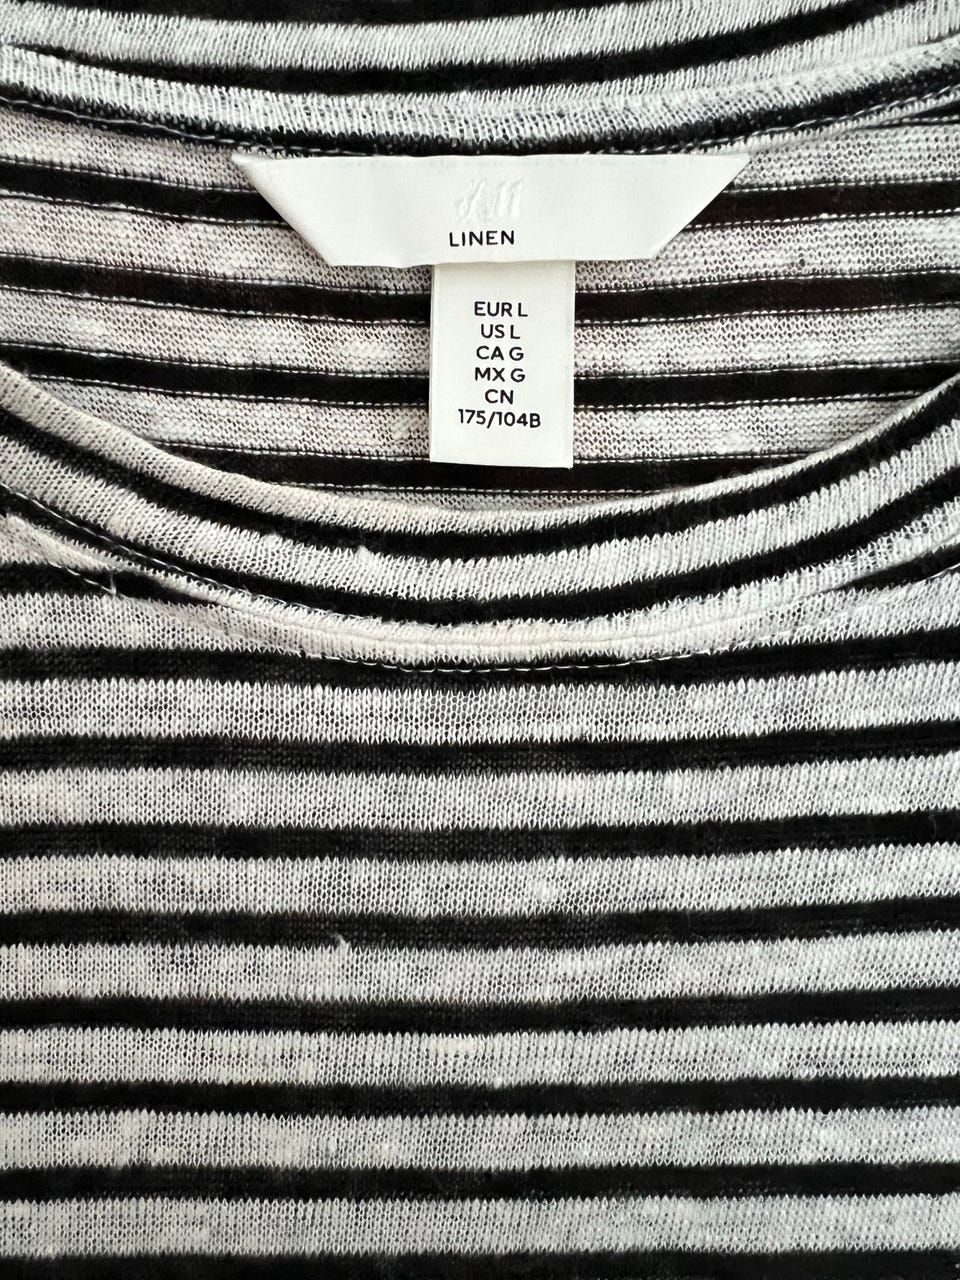 H&M
LINEN
EUR L
US L
CA G
MX G
CN
175/104B